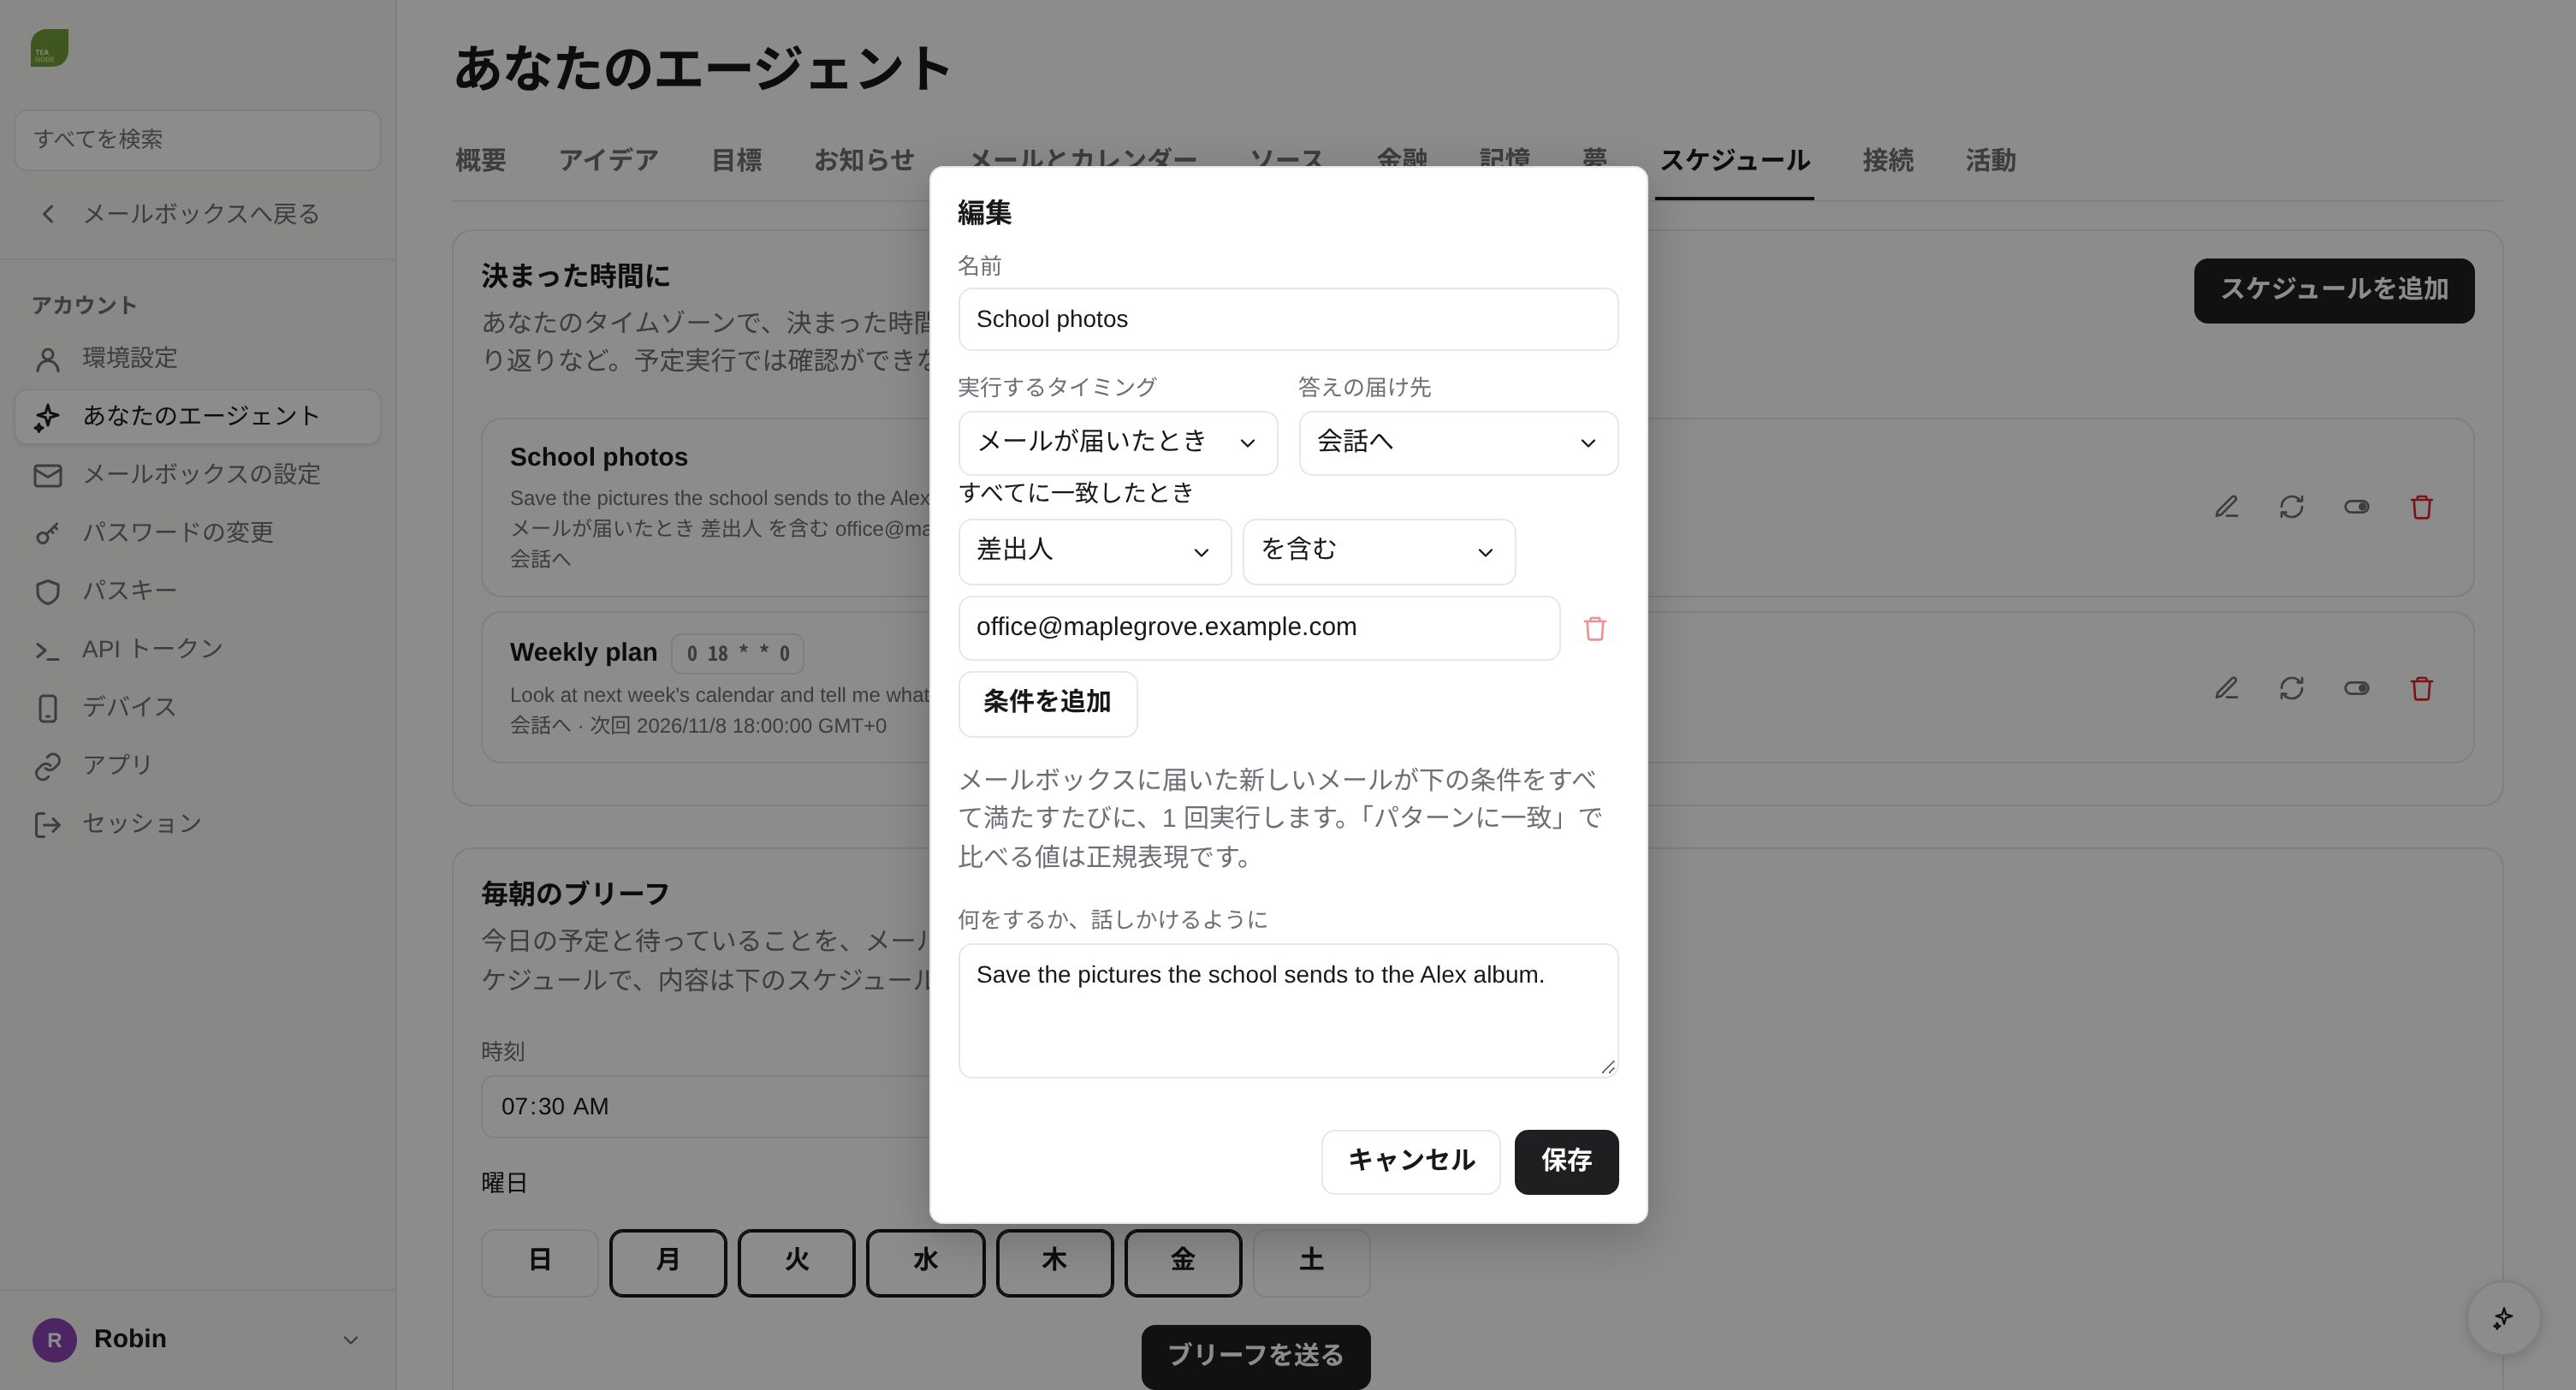 TEA
NODE
すべてを検索
メールボックスへ戻る
アカウント
環境設定
あなたのエージェント
メールボックスの設定
パスワードの変更
パスキー
API トークン
デバイス
アプリ
セッション
R Robin
あなたのエージェント
概要 アイデア 目標 お知らせ メールとカレンダー ソース 金融 記憶 夢 スケジュール 接続 活動
決まった時間に
あなたのタイムゾーンで、決まった時間
り返りなど。予定実行では確認ができな
スケジュールを追加
School photos
Save the pictures the school sends to the Alex
メールが届いたとき 差出人 を含む office@ma
会話へ
Weekly plan 0 18 * * 0
Look at next week's calendar and tell me what
会話へ · 次回 2026/11/8 18:00:00 GMT+0
毎朝のブリーフ
今日の予定と待っていることを、メール
ケジュールで、内容は下のスケジュール
時刻
07:30 AM
曜日
日 月 火 水 木 金 土
ブリーフを送る
編集
名前
School photos
実行するタイミング 答えの届け先
メールが届いたとき 会話へ
すべてに一致したとき
差出人 を含む
office@maplegrove.example.com
条件を追加
メールボックスに届いた新しいメールが下の条件をすべ
て満たすたびに、1 回実行します。「パターンに一致」で
比べる値は正規表現です。
何をするか、話しかけるように
Save the pictures the school sends to the Alex album.
キャンセル 保存